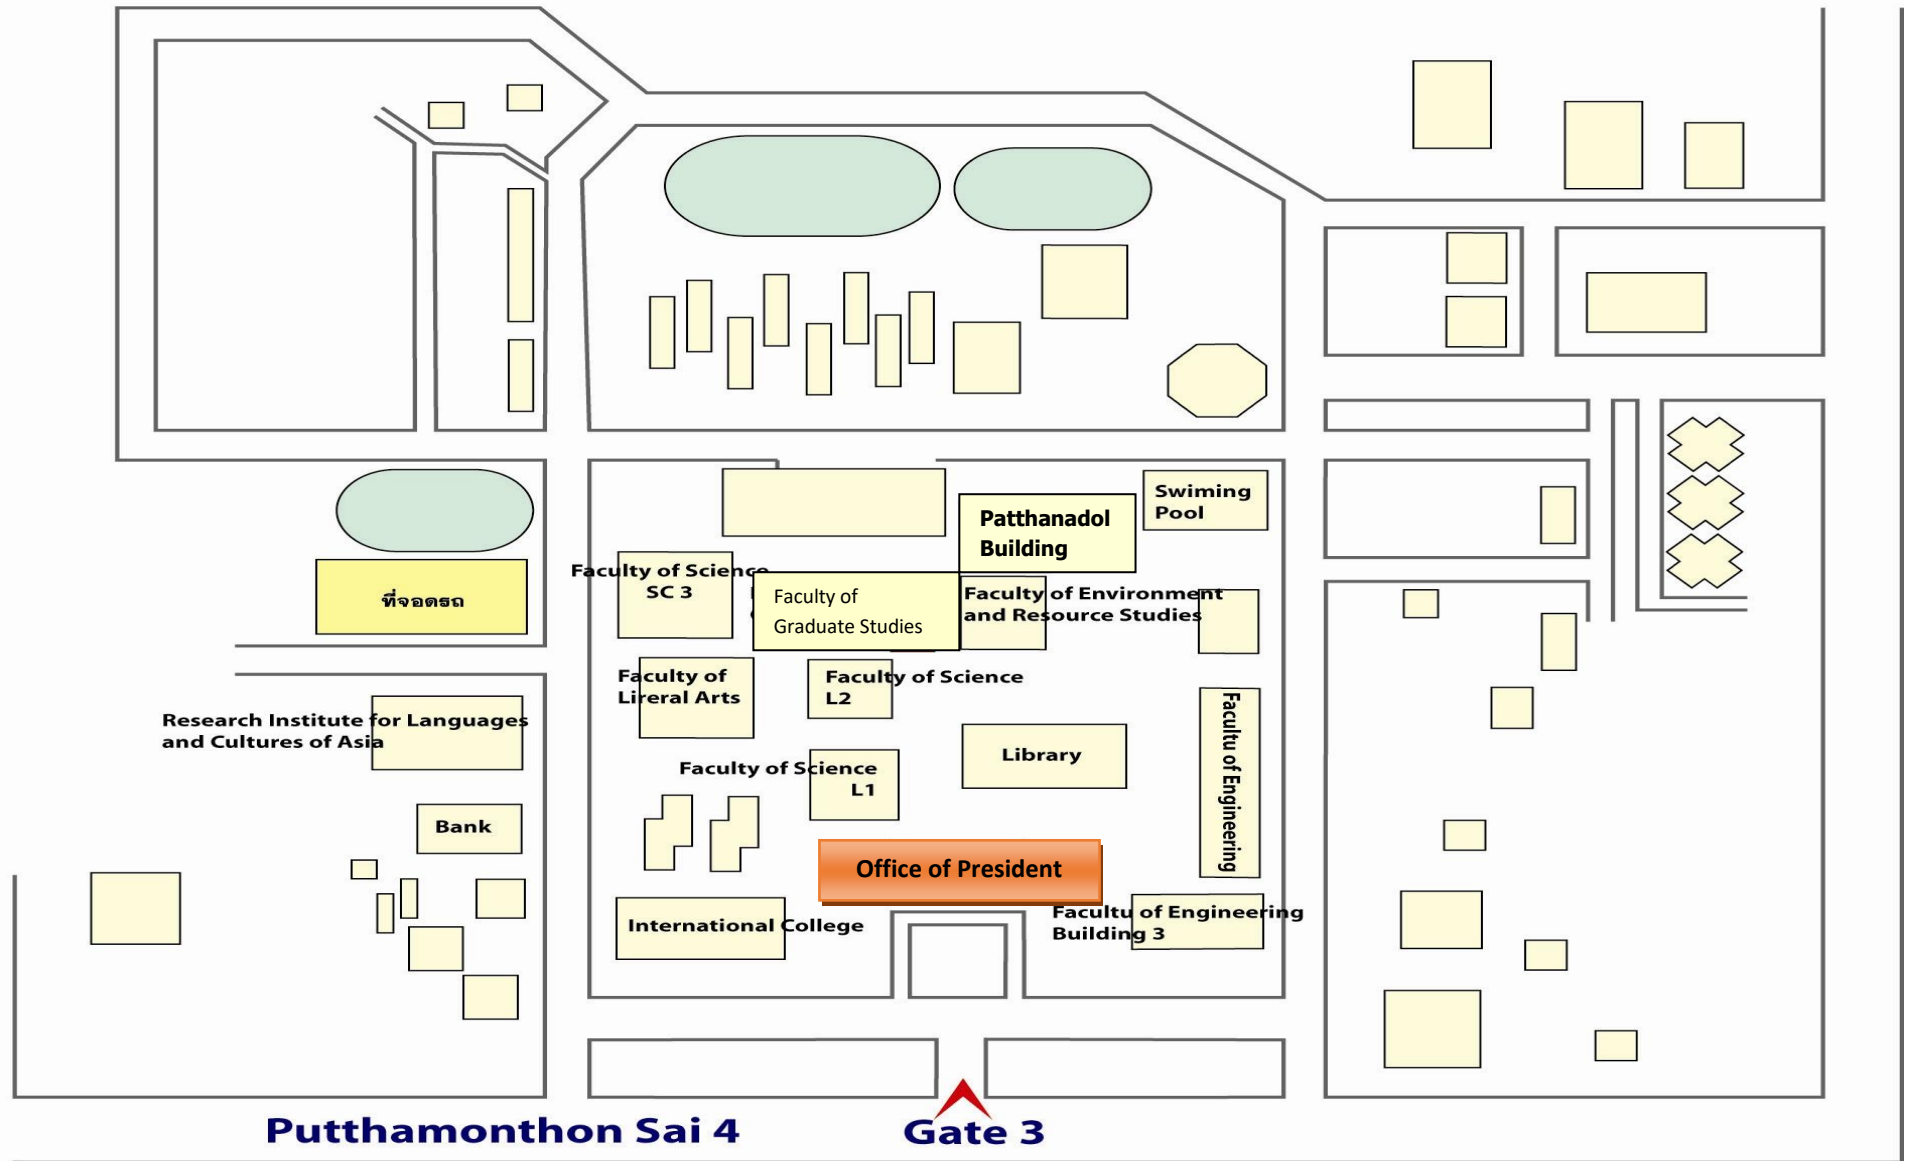 Swiming
Pool
Patthanadol
Building
Faculty of Science
SC 3
Faculty of
Graduate Studies
Faculty of Environment
and Resource Studies
ที่จอดรถ
Faculty of
Lireral Arts
Faculty of Science
L2
Research Institute for Languages
and Cultures of Asia
Library
Facultu of Engineering
Faculty of Science
L1
Bank
Office of President
International College
Facultu of Engineering
Building 3
Putthamonthon Sai 4
Gate 3